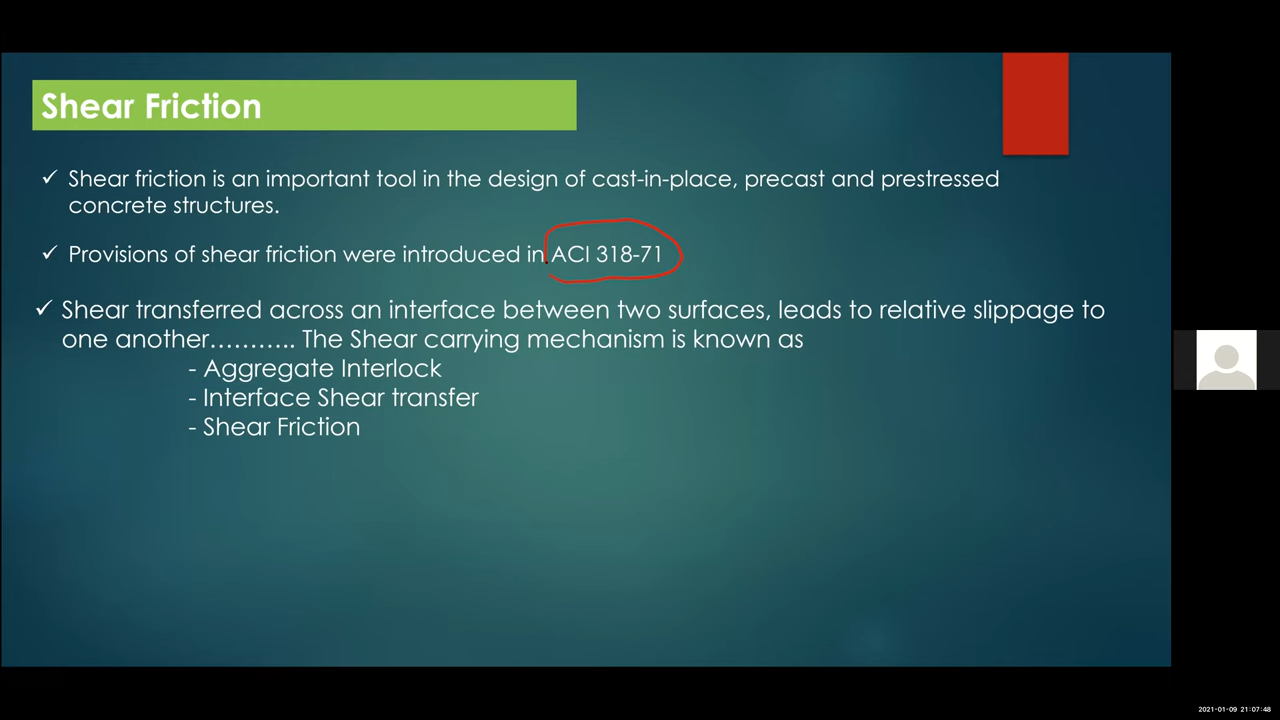 Shear Friction
✓ Shear friction is an important tool in the design of cast-in-place, precast and prestressed
concrete structures.
✓ Provisions of shear friction were introduced in ACI 318-71
✓ Shear transferred across an interface between two surfaces, leads to relative slippage to
one another……….. The Shear carrying mechanism is known as
- Aggregate Interlock
- Interface Shear transfer
- Shear Friction
2021-01-09 21:07:48